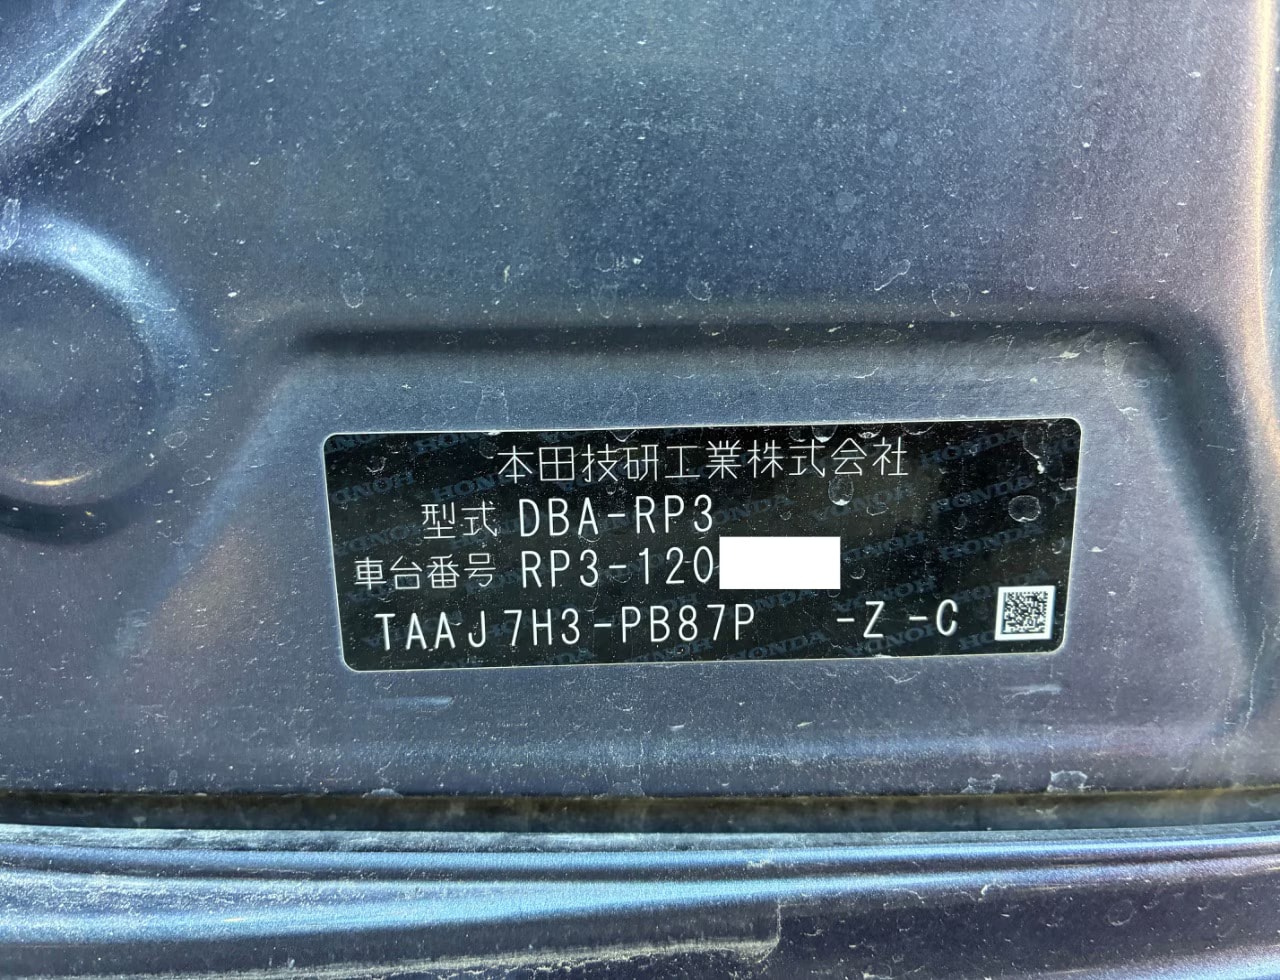 本田技研工業株式会社
型式 DBA-RP3
車台番号 RP3-120
TAAJ7H3-PB87P -Z-C